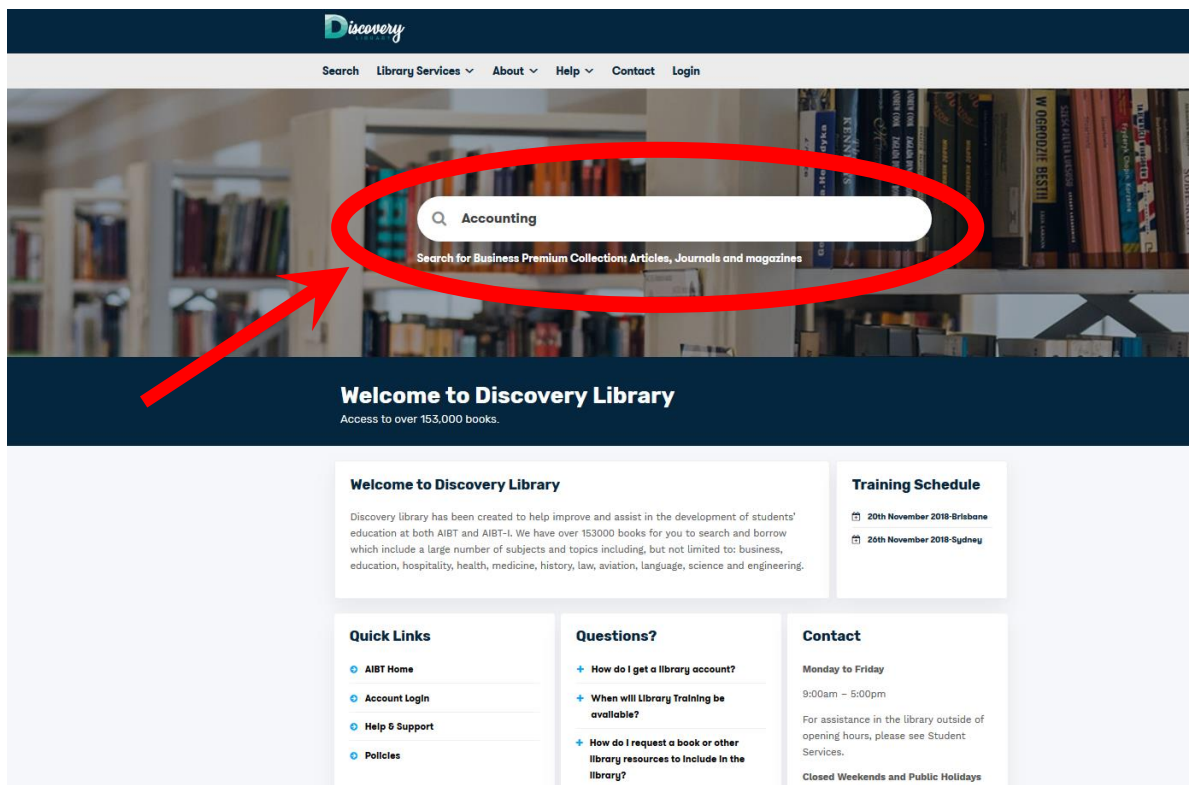 Discovery
LIBRARY
Search Library Services About Help Contact Login
W OGRODZIE BESTII
Accounting
Search for Business Premium Collection: Articles, Journals and magazines
Welcome to Discovery Library
Access to over 153,000 books.
Welcome to Discovery Library
Discovery library has been created to help improve and assist in the development of students'
education at both AIBT and AIBT-I. We have over 153000 books for you to search and borrow
which include a large number of subjects and topics including, but not limited to: business,
education, hospitality, health, medicine, history, law, aviation, language, science and engineering.
Training Schedule
20th November 2018-Brisbane
26th November 2018-Sydney
Quick Links
AIBT Home
Account Login
Help & Support
Policies
Questions?
How do I get a library account?
When will Library Training be
available?
How do I request a book or other
library resources to include in the
library?
Contact
Monday to Friday
9:00am – 5:00pm
For assistance in the library outside of
opening hours, please see Student
Services.
Closed Weekends and Public Holidays